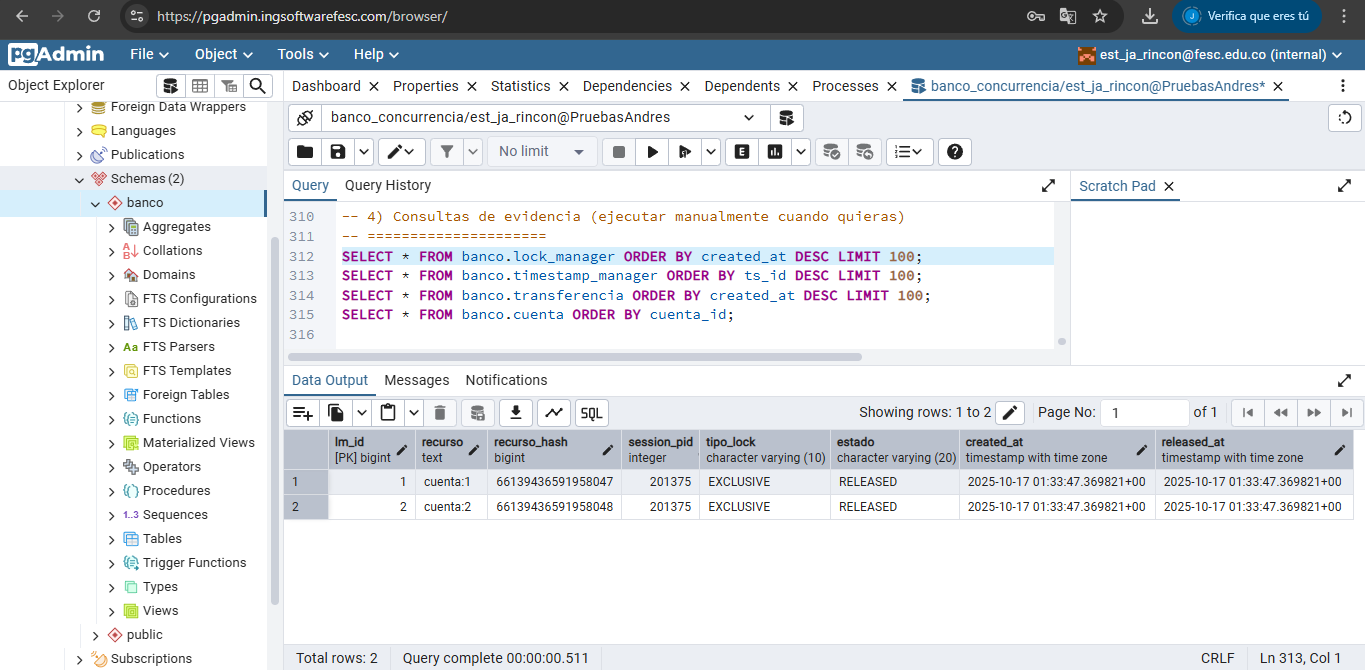 https://pgadmin.ingsoftwarefesc.com/browser/
Verifica que eres tú
pgAdmin File Object Tools Help est_ja_rincon@fesc.edu.co (internal)
Object Explorer
Dashboard Properties Statistics Dependencies Dependents Processes banco_concurrencia/est_ja_rincon@PruebasAndres*
Foreign Data Wrappers
Languages
Publications
Schemas (2)
banco
Aggregates
Collations
Domains
FTS Configurations
FTS Dictionaries
Aa FTS Parsers
FTS Templates
Foreign Tables
Functions
Materialized Views
Operators
Procedures
1..3 Sequences
Tables
Trigger Functions
Types
Views
public
Subscriptions
banco_concurrencia/est_ja_rincon@PruebasAndres
No limit
E
Query Query History
Scratch Pad
310 -- 4) Consultas de evidencia (ejecutar manualmente cuando quieras)
311 -- =====================
312 SELECT * FROM banco.lock_manager ORDER BY created_at DESC LIMIT 100;
313 SELECT * FROM banco.timestamp_manager ORDER BY ts_id DESC LIMIT 100;
314 SELECT * FROM banco.transferencia ORDER BY created_at DESC LIMIT 100;
315 SELECT * FROM banco.cuenta ORDER BY cuenta_id;
316
Data Output Messages Notifications
SQL Showing rows: 1 to 2 Page No: 1 of 1
lm_id recurso recurso_hash session_pid tipo_lock estado created_at released_at
[PK] bigint text bigint integer character varying (10) character varying (20) timestamp with time zone timestamp with time zone
1 1 cuenta:1 66139436591958047 201375 EXCLUSIVE RELEASED 2025-10-17 01:33:47.369821+00 2025-10-17 01:33:47.369821+00
2 2 cuenta:2 66139436591958048 201375 EXCLUSIVE RELEASED 2025-10-17 01:33:47.369821+00 2025-10-17 01:33:47.369821+00
Total rows: 2 Query complete 00:00:00.511 CRLF Ln 313, Col 1